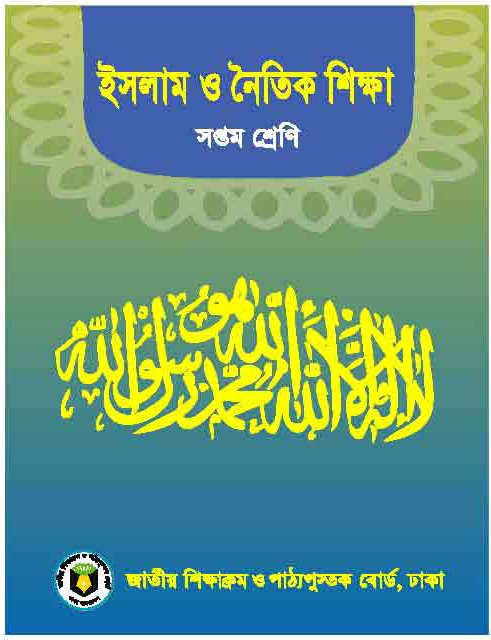 ইসলাম ও নৈতিক শিক্ষা
সপ্তম শ্রেণি
لا إله إلا الله محمد رسول الله
জাতীয় শিক্ষাক্রম ও পাঠ্যপুস্তক বোর্ড, ঢাকা